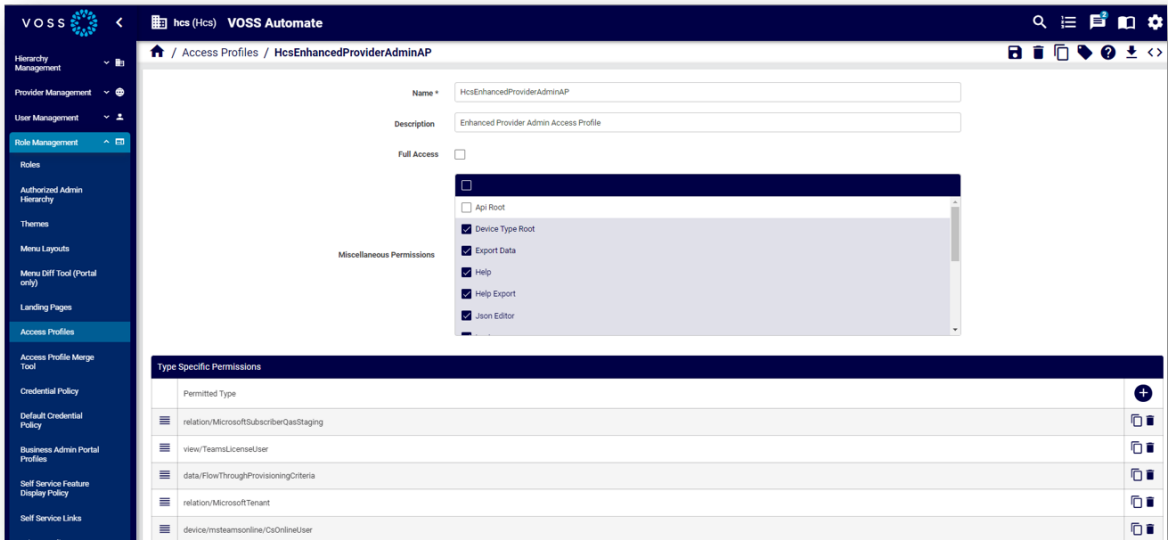 VOSS
hcs (Hcs) VOSS Automate
2
Hierarchy
Management
Provider Management
User Management
Role Management
Roles
Authorized Admin
Hierarchy
Themes
Menu Layouts
Menu Diff Tool (Portal
only)
Landing Pages
Access Profiles
Access Profile Merge
Tool
Credential Policy
Default Credential
Policy
Business Admin Portal
Profiles
Self Service Feature
Display Policy
Self Service Links
/ Access Profiles / HcsEnhancedProviderAdminAP
Name * HcsEnhancedProviderAdminAP
Description Enhanced Provider Admin Access Profile
Full Access
Miscellaneous Permissions
Api Root
Device Type Root
Export Data
Help
Help Export
Json Editor
Type Specific Permissions
Permitted Type
relation/MicrosoftSubscriberQasStaging
view/TeamsLicenseUser
data/FlowThroughProvisioningCriteria
relation/MicrosoftTenant
device/msteamsonline/CsOnlineUser